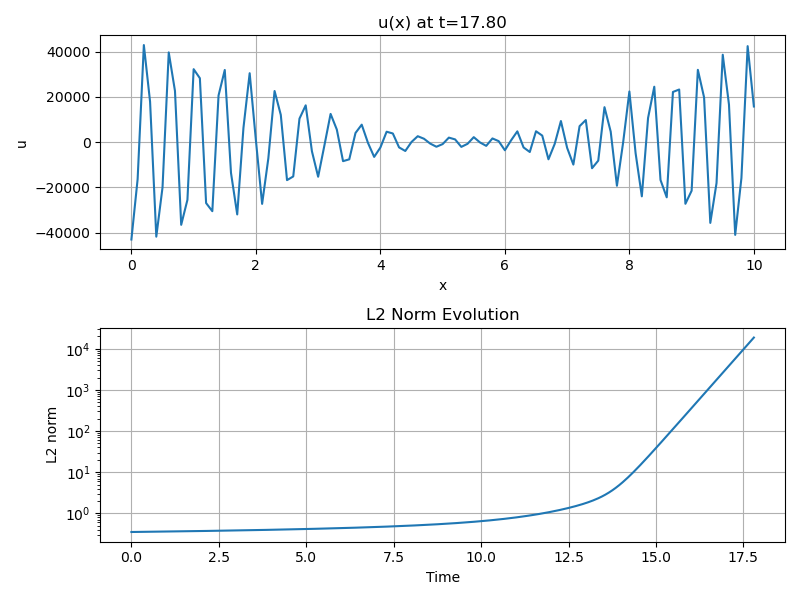 u(x) at t=17.80
u
40000
20000
0
−20000
−40000
0 2 4 6 8 10
x
L2 Norm Evolution
L2 norm
10⁴
10³
10²
10¹
10⁰
0.0 2.5 5.0 7.5 10.0 12.5 15.0 17.5
Time